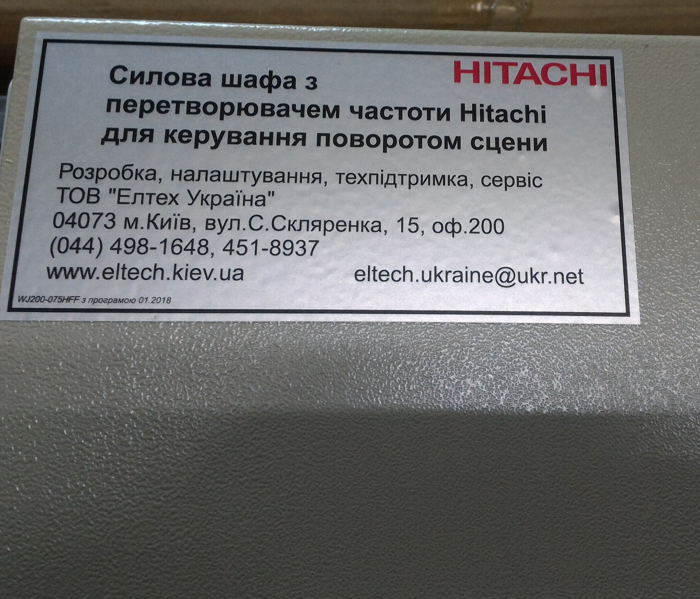 HITACHI
Силова шафа з
перетворювачем частоти Hitachi
для керування поворотом сцени
Розробка, налаштування, техпідтримка, сервіс
ТОВ "Елтех Україна"
04073 м.Київ, вул.С.Скляренка, 15, оф.200
(044) 498-1648, 451-8937
www.eltech.kiev.ua eltech.ukraine@ukr.net
WJ200-075HFF з програмою 01.2018